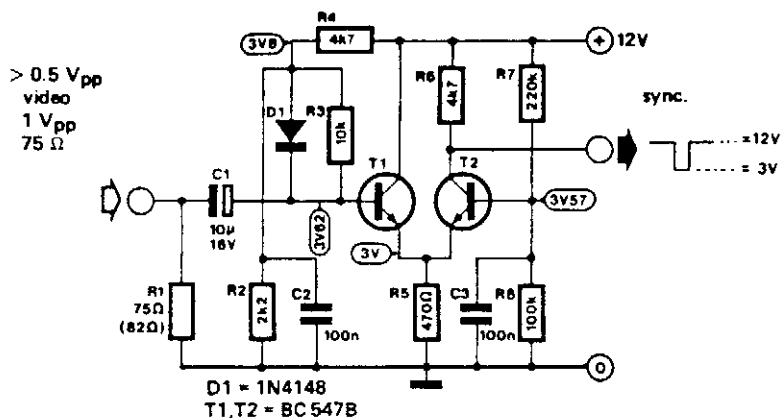 R4
4k7
3V8
12V
> 0.5 Vpp
video
1 Vpp
75 Ω
D1
R3
10k
R6
4k7
R7
220k
sync.
T1
T2
=12V
= 3V
C1
10μ
16V
3V62
3V
3V57
R1
75Ω
(82Ω)
R2
2k2
C2
100n
R5
470Ω
C3
100n
R8
100k
0
D1 = 1N4148
T1,T2 = BC547B